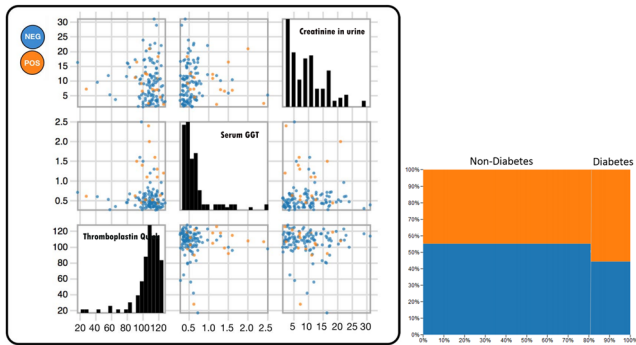 NEG
POS
30
25
20
15
10
5
Creatinine in urine
2.5
2.0
1.5
1.0
0.5
Serum GGT
120
100
80
60
40
20
Thromboplastin Qui
20 40 60 80 100 120
0.5 1.0 1.5 2.0 2.5
5 10 15 20 25 30
Non-Diabetes Diabetes
100%
90%
80%
70%
60%
50%
40%
30%
20%
10%
0%
0% 10% 20% 30% 40% 50% 60% 70% 80% 90% 100%